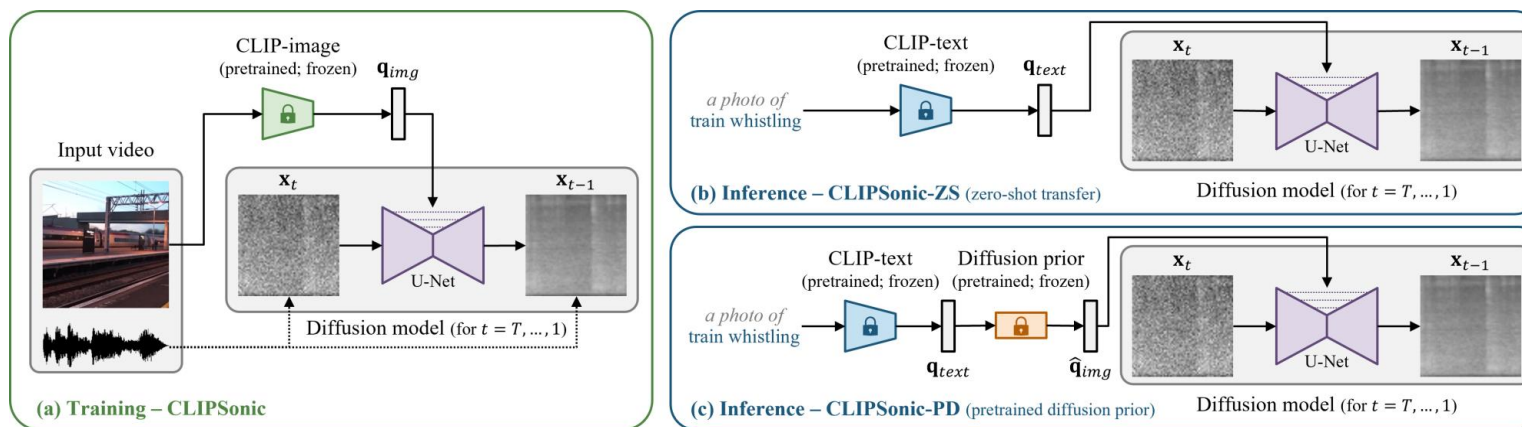 CLIP-image
(pretrained; frozen)
q_img
Input video
x_t
x_{t-1}
U-Net
Diffusion model (for t = T, ..., 1)
(a) Training – CLIPSonic
CLIP-text
(pretrained; frozen)
q_text
a photo of
train whistling
x_t
x_{t-1}
U-Net
(b) Inference – CLIPSonic-ZS (zero-shot transfer)
Diffusion model (for t = T, ..., 1)
CLIP-text
(pretrained; frozen)
Diffusion prior
(pretrained; frozen)
a photo of
train whistling
q_text
q̂_img
x_t
x_{t-1}
U-Net
(c) Inference – CLIPSonic-PD (pretrained diffusion prior)
Diffusion model (for t = T, ..., 1)